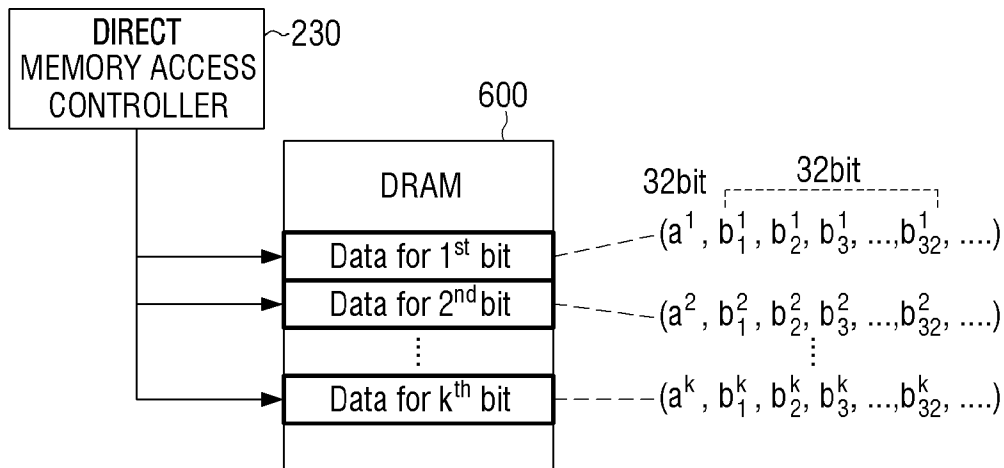 DIRECT
MEMORY ACCESS
CONTROLLER
230
600
DRAM
32bit
32bit
Data for 1st bit
(a¹, b₁¹, b₂¹, b₃¹, ...,b₃₂¹, ....)
Data for 2nd bit
(a², b₁², b₂², b₃², ...,b₃₂², ....)
Data for kth bit
(aᵏ, b₁ᵏ, b₂ᵏ, b₃ᵏ, ...,b₃₂ᵏ, ....)